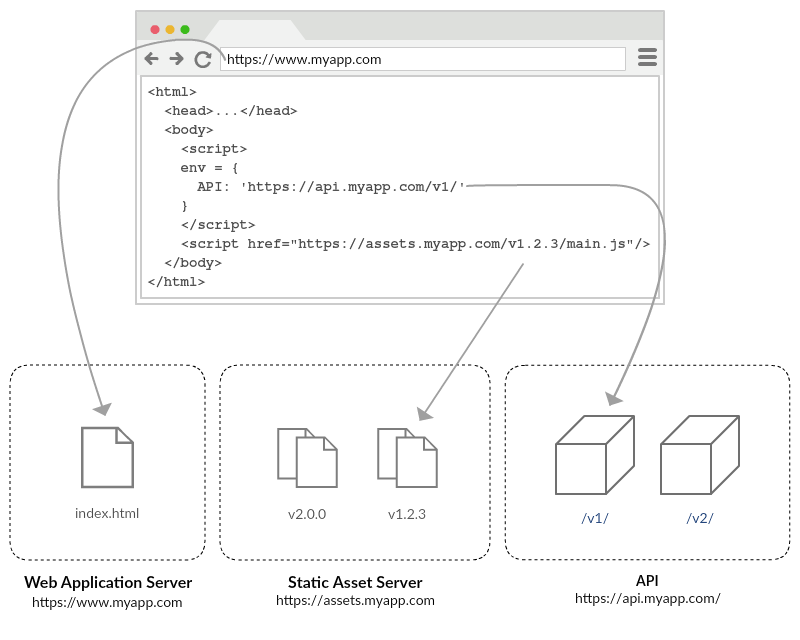 https://www.myapp.com
<html>
<head>...</head>
<body>
<script>
env = {
API: 'https://api.myapp.com/v1/'
}
</script>
<script href="https://assets.myapp.com/v1.2.3/main.js"/>
</body>
</html>
index.html
v2.0.0
v1.2.3
/v1/
/v2/
Web Application Server
https://www.myapp.com
Static Asset Server
https://assets.myapp.com
API
https://api.myapp.com/